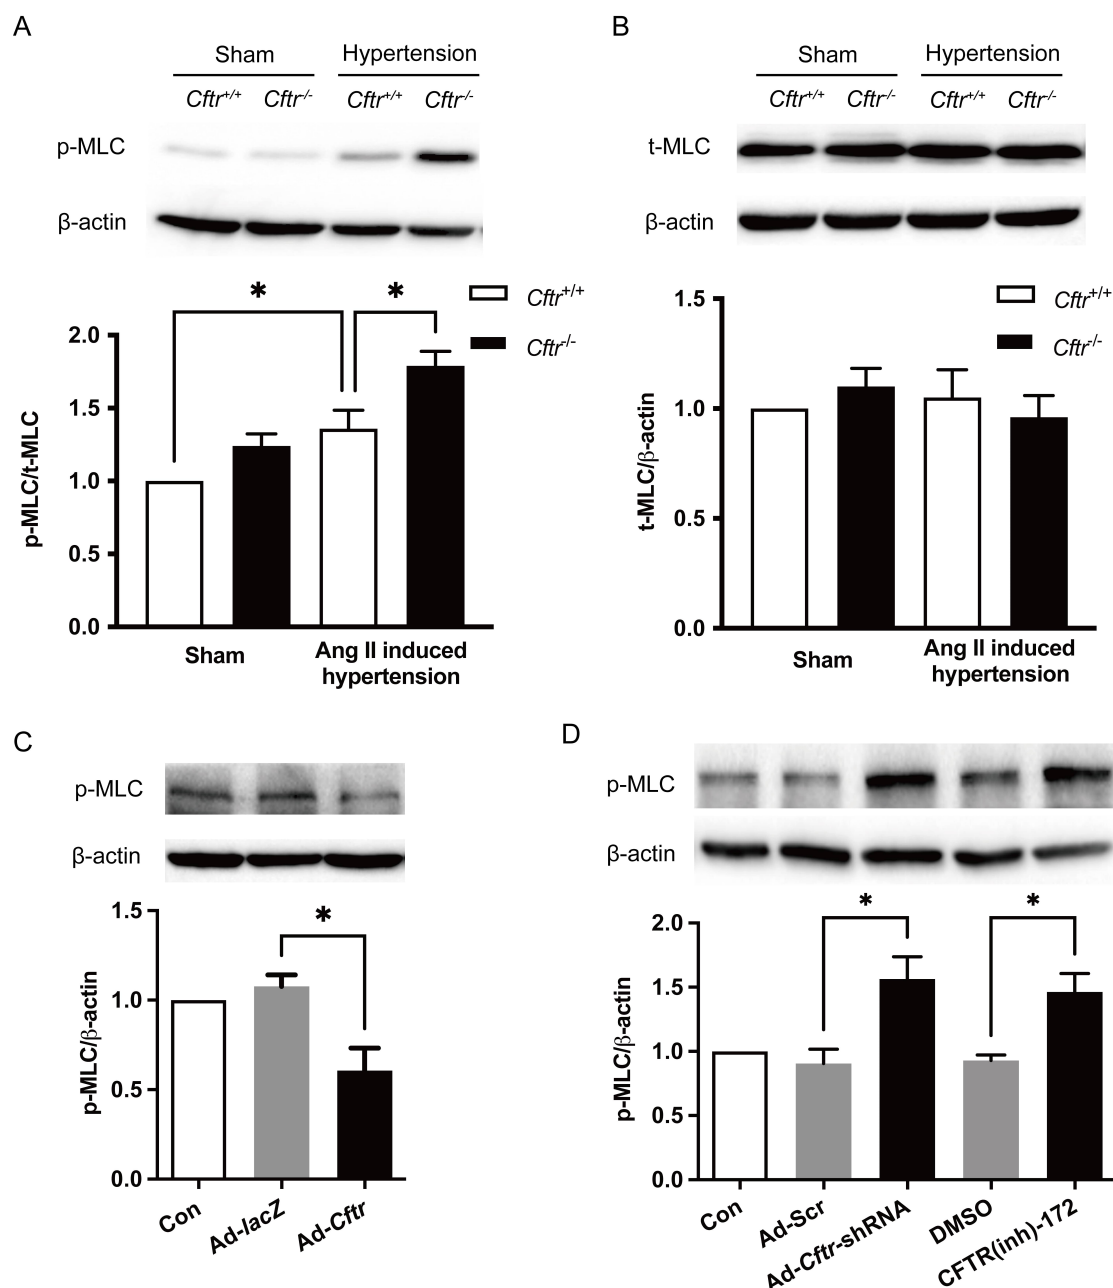 A
Sham Hypertension
Cftr+/+ Cftr-/- Cftr+/+ Cftr-/-
p-MLC
β-actin
* *
Cftr+/+
Cftr-/-
p-MLC/t-MLC
2.0
1.5
1.0
0.5
0.0
Sham
Ang II induced
hypertension
B
Sham Hypertension
Cftr+/+ Cftr-/- Cftr+/+ Cftr-/-
t-MLC
β-actin
Cftr+/+
Cftr-/-
t-MLC/β-actin
1.5
1.0
0.5
0.0
Sham
Ang II induced
hypertension
C
p-MLC
β-actin
*
p-MLC/β-actin
1.5
1.0
0.5
0.0
Con
Ad-lacZ
Ad-Cftr
D
p-MLC
β-actin
* *
p-MLC/β-actin
2.0
1.5
1.0
0.5
0.0
Con
Ad-Scr
Ad-Cftr-shRNA
DMSO
CFTR(inh)-172